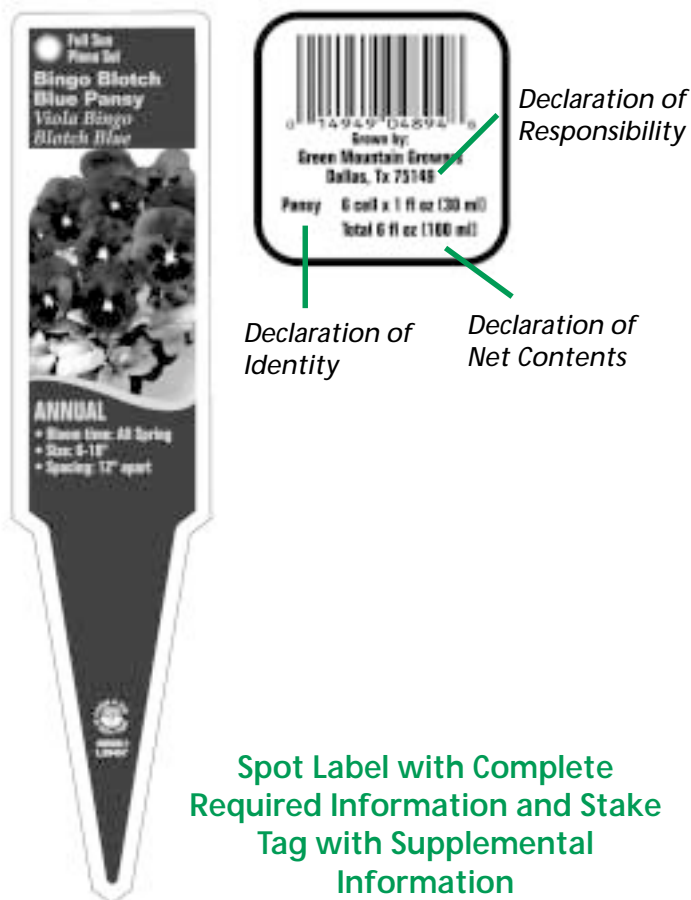 Full Sun
Pleno Sol
Bingo Blotch
Blue Pansy
Viola Bingo
Blotch Blue
ANNUAL
• Bloom time: All Spring
• Size: 6-10"
• Spacing: 12" apart
0 14949 04894 6
Grown by:
Green Mountain Growers
Dallas, Tx 75149
Pansy 6 cell x 1 fl oz (30 ml)
Total 6 fl oz (180 ml)
Declaration of
Responsibility
Declaration of
Identity
Declaration of
Net Contents
Spot Label with Complete
Required Information and Stake
Tag with Supplemental
Information